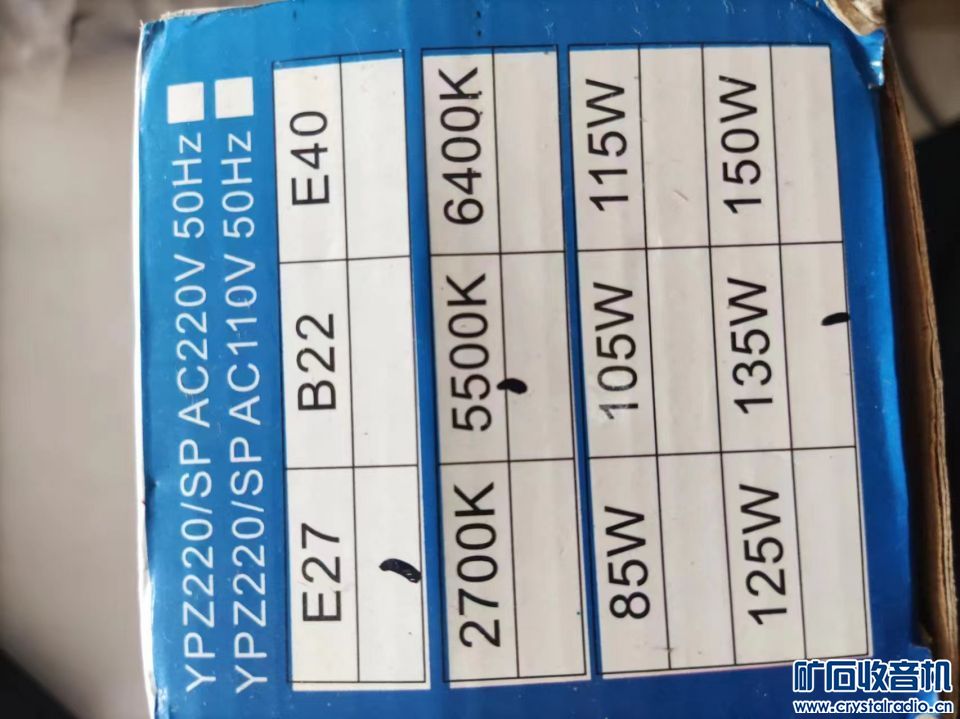 YPZ220/SP AC220V 50Hz
YPZ220/SP AC110V 50Hz
E27 B22 E40
2700K 5500K 6400K
85W 105W 115W
125W 135W 150W
矿石收音机
www.crystalradio.cn